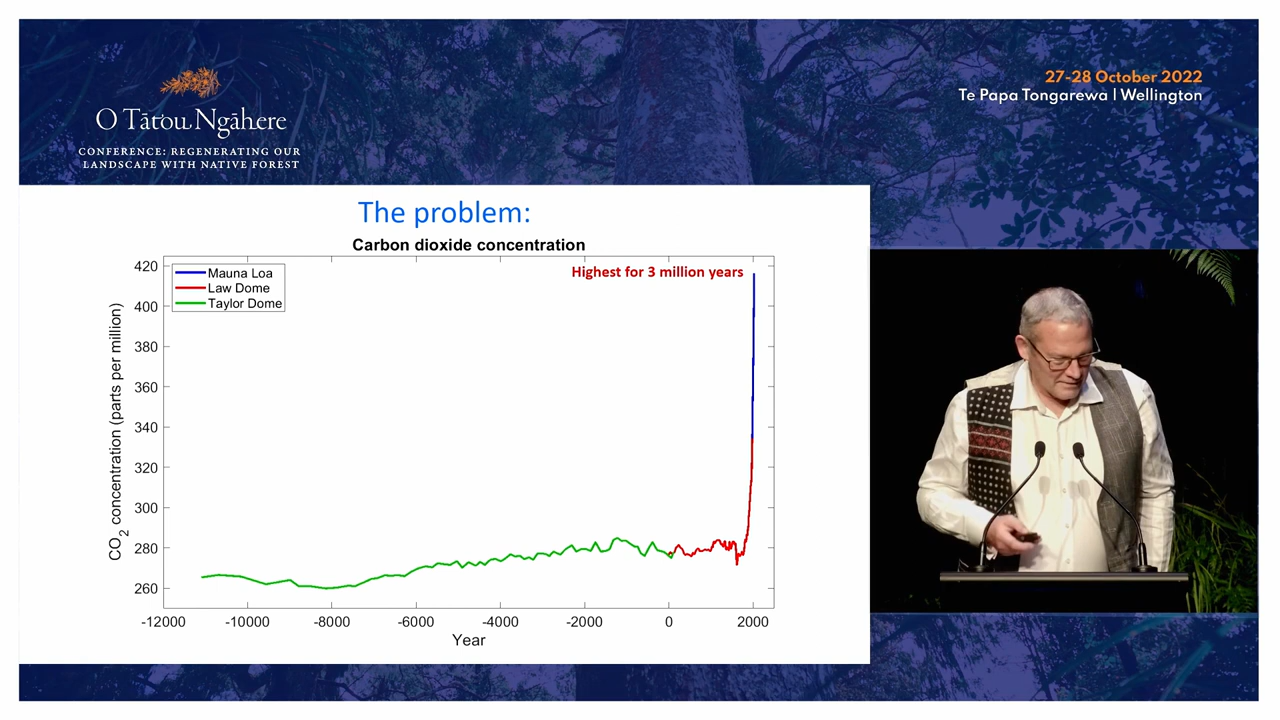 O Tātou Ngāhere
CONFERENCE: REGENERATING OUR
LANDSCAPE WITH NATIVE FOREST
27-28 October 2022
Te Papa Tongarewa | Wellington
The problem:
Carbon dioxide concentration
Mauna Loa
Law Dome
Taylor Dome
Highest for 3 million years
CO2 concentration (parts per million)
420
400
380
360
340
320
300
280
260
-12000 -10000 -8000 -6000 -4000 -2000 0 2000
Year